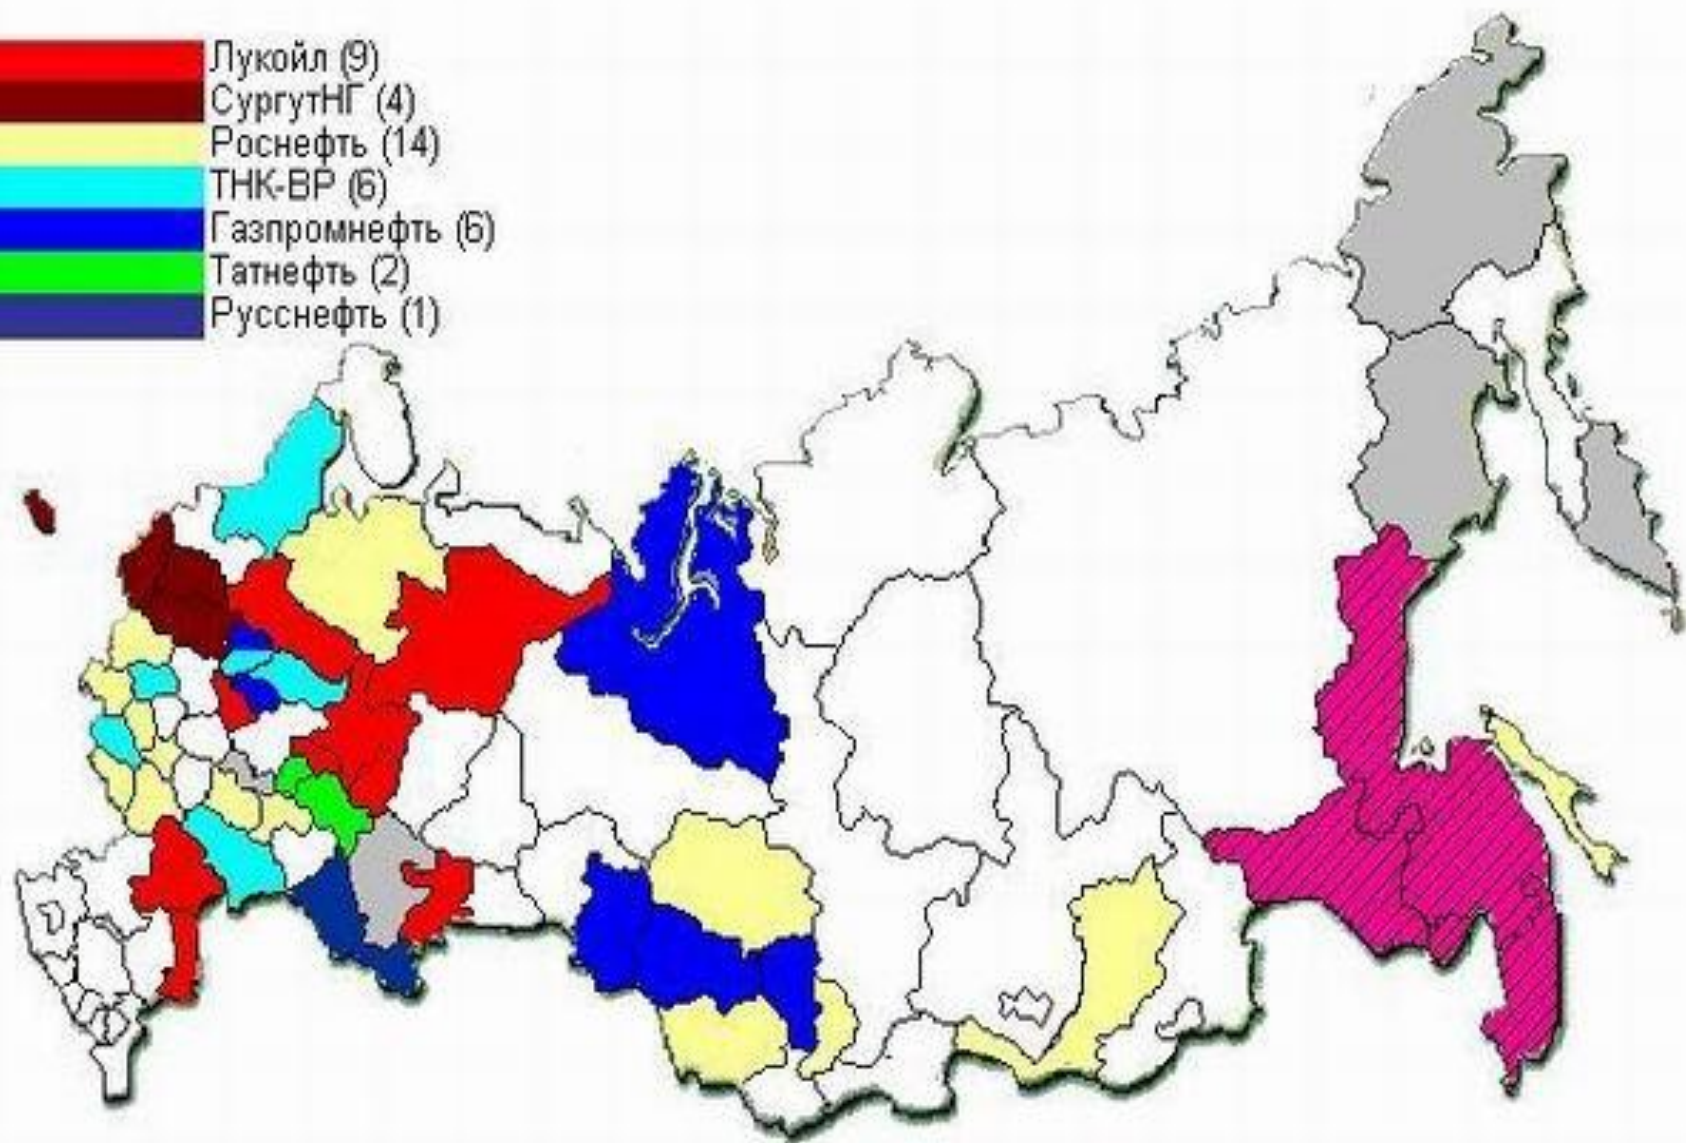 Лукойл (9)
СургутНГ (4)
Роснефть (14)
ТНК-ВР (6)
Газпромнефть (6)
Татнефть (2)
Русснефть (1)